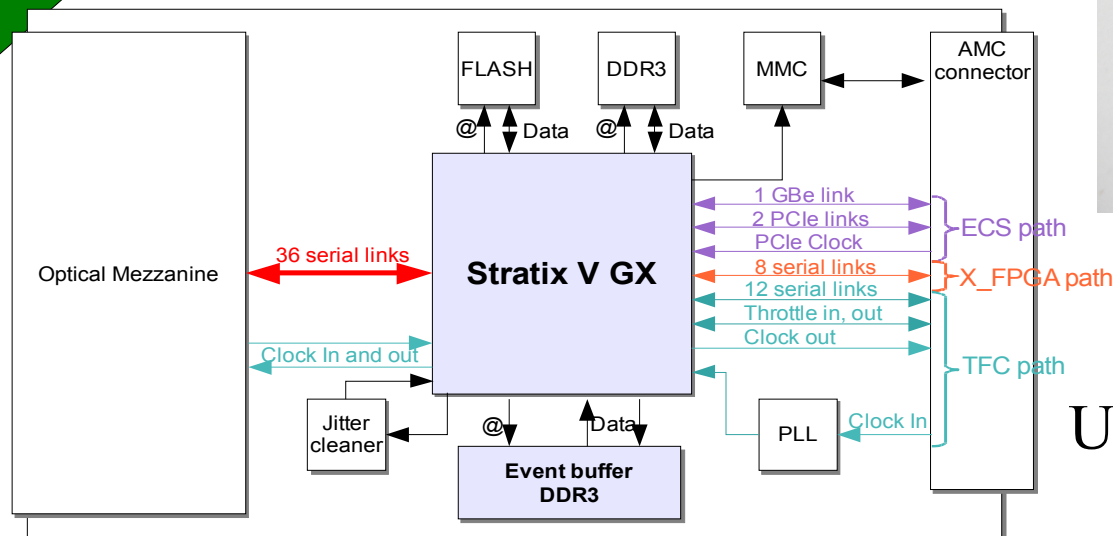 FLASH
DDR3
MMC
AMC
connector
@
Data
@
Data
1 GBe link
2 PCIe links
PCIe Clock
ECS path
36 serial links
Optical Mezzanine
Stratix V GX
8 serial links
X_FPGA path
12 serial links
Throttle in, out
Clock out
TFC path
Clock In and out
Jitter
cleaner
@
Data
PLL
Clock In
U
Event buffer
DDR3